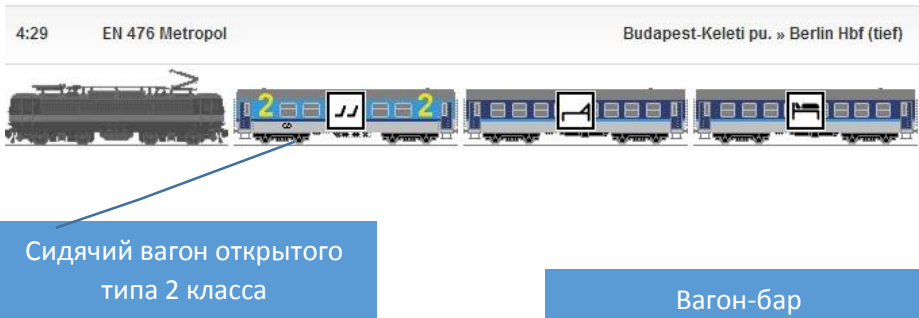 4:29 EN 476 Metropol Budapest-Keleti pu. » Berlin Hbf (tief)
2 2
Сидячий вагон открытого
типа 2 класса
Вагон-бар